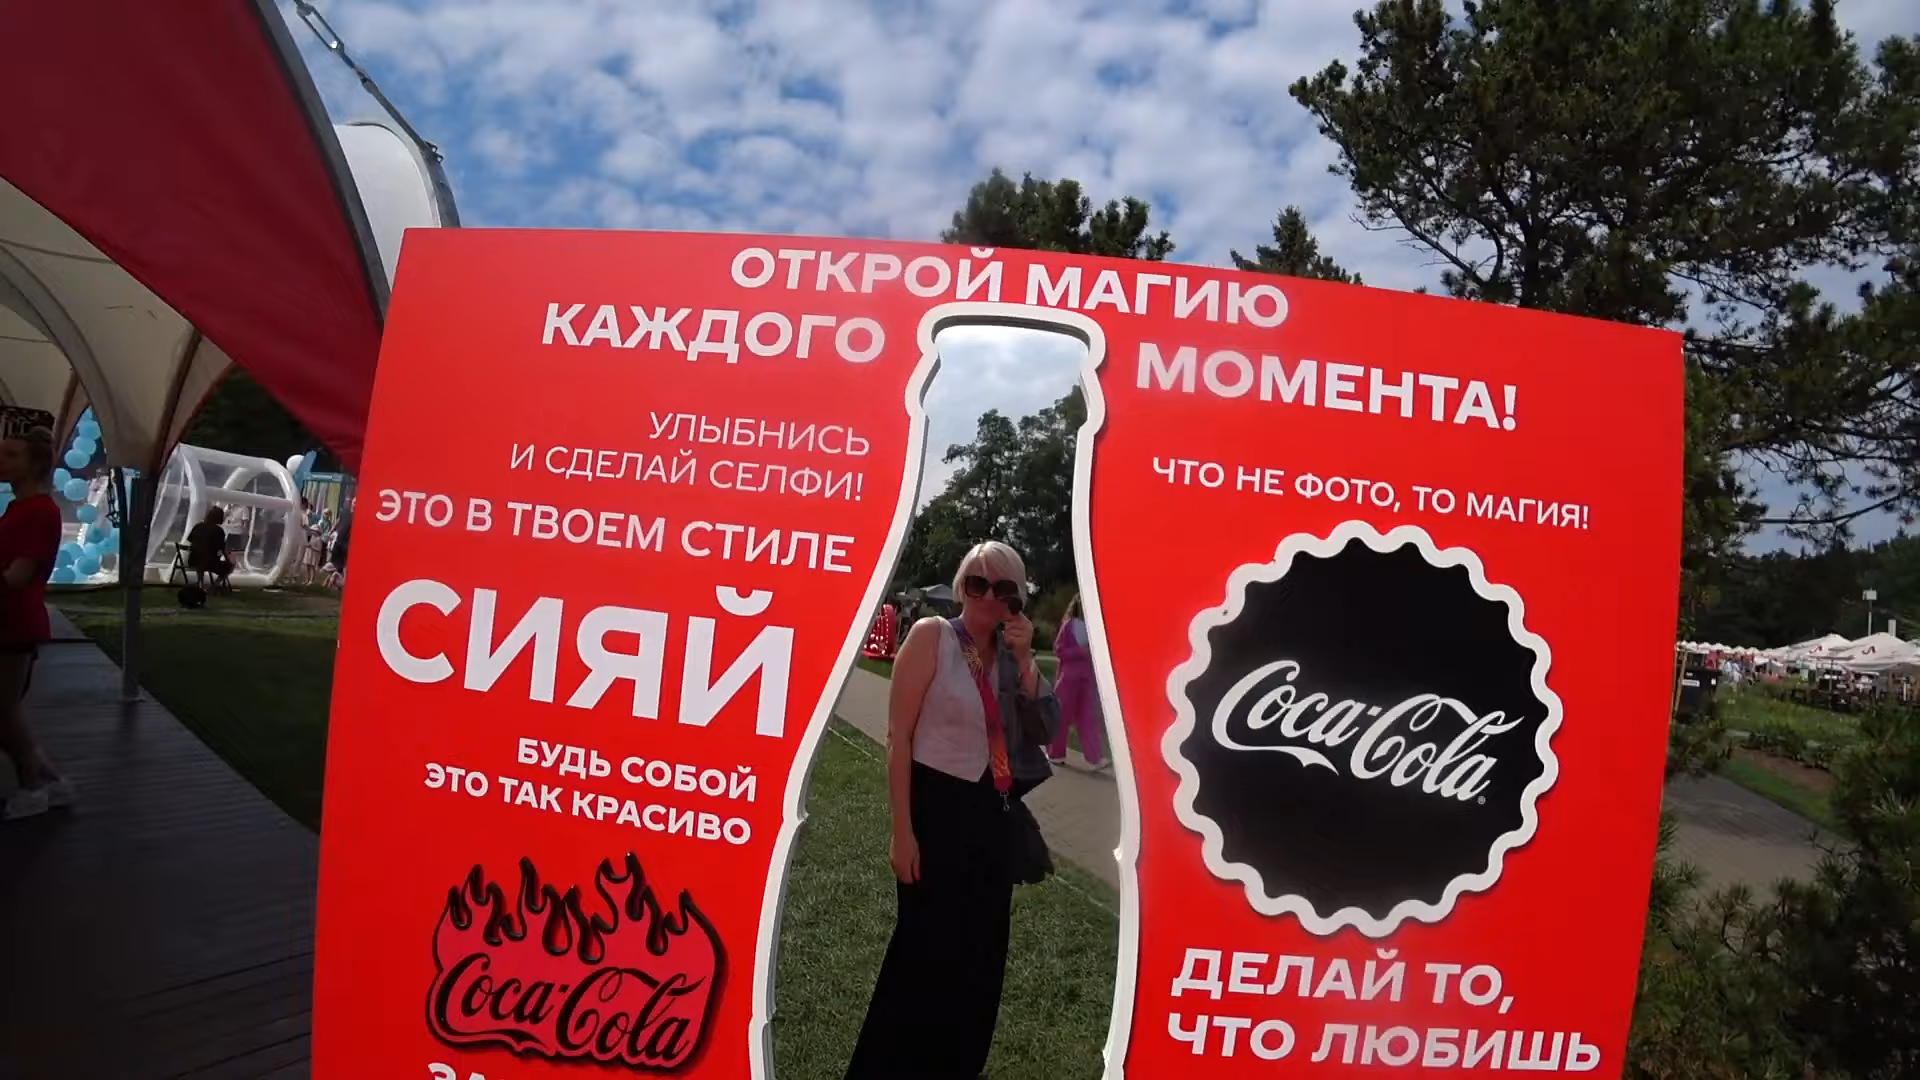 ОТКРОЙ МАГИЮ
КАЖДОГО МОМЕНТА!
УЛЫБНИСЬ
И СДЕЛАЙ СЕЛФИ!
ЭТО В ТВОЕМ СТИЛЕ
СИЯЙ
БУДЬ СОБОЙ
ЭТО ТАК КРАСИВО
Coca-Cola
ЧТО НЕ ФОТО, ТО МАГИЯ!
Coca-Cola®
ДЕЛАЙ ТО,
ЧТО ЛЮБИШЬ